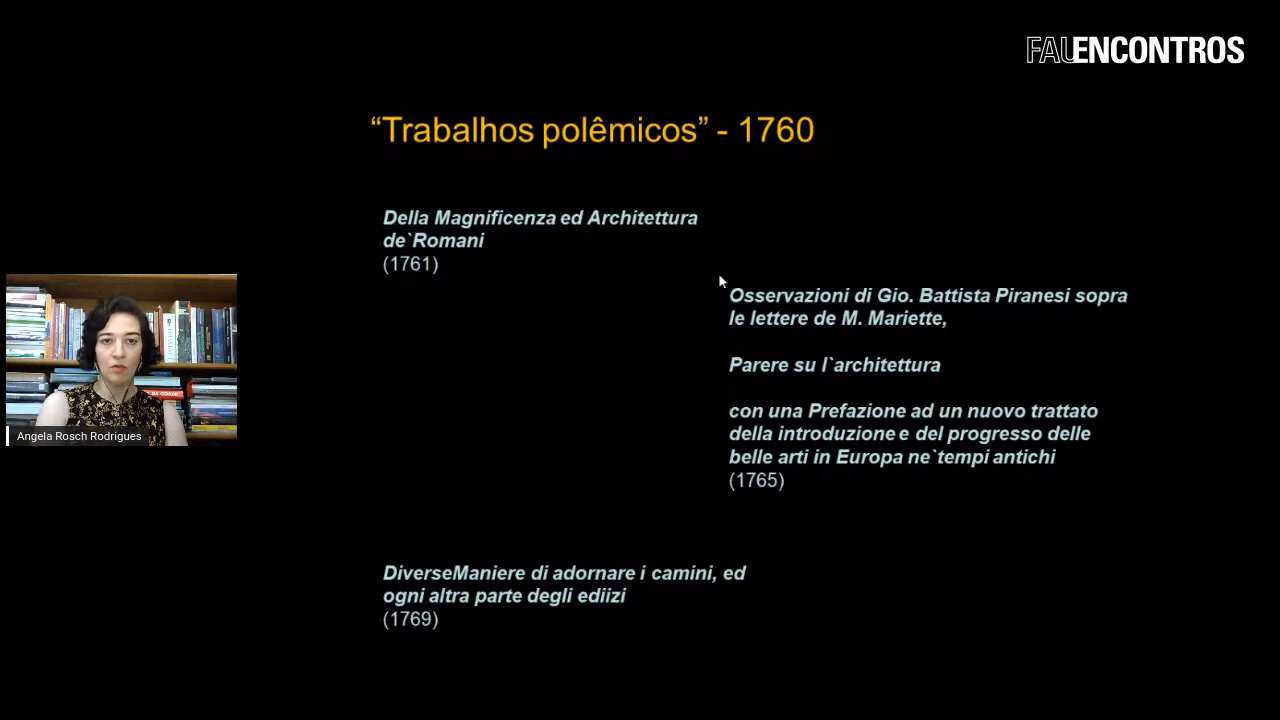 FAUENCONTROS
“Trabalhos polêmicos” - 1760
Della Magnificenza ed Architettura
de`Romani
(1761)
Osservazioni di Gio. Battista Piranesi sopra
le lettere de M. Mariette,
Parere su l`architettura
con una Prefazione ad un nuovo trattato
della introduzione e del progresso delle
belle arti in Europa ne`tempi antichi
(1765)
Angela Rosch Rodrigues
DiverseManiere di adornare i camini, ed
ogni altra parte degli ediizi
(1769)